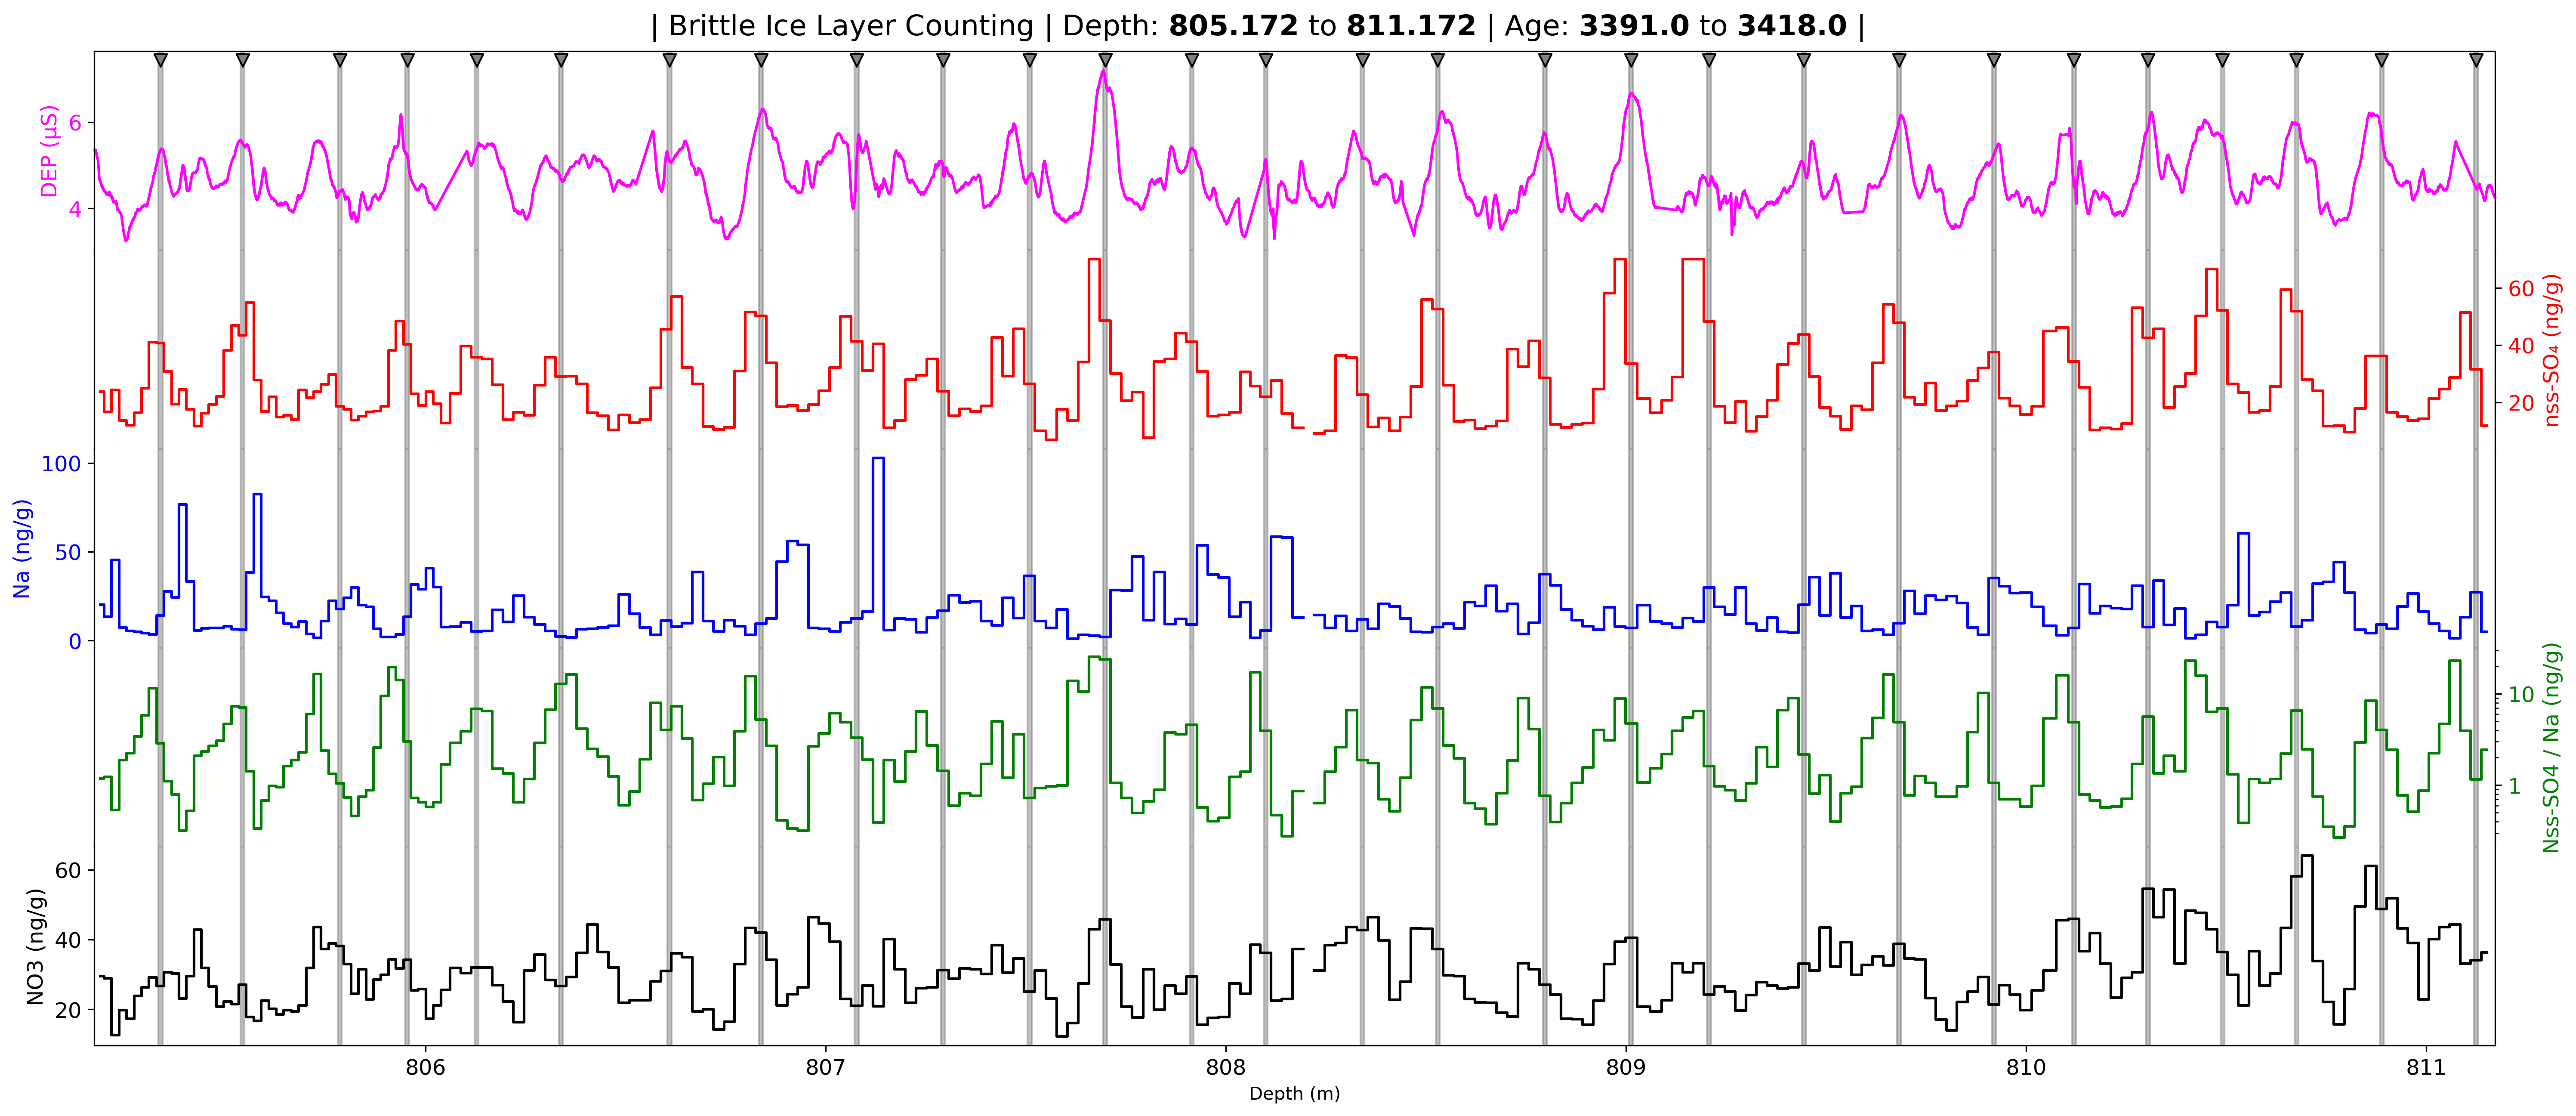 | Brittle Ice Layer Counting | Depth: 805.172 to 811.172 | Age: 3391.0 to 3418.0 |
DEP (µS)
6
4
nss-SO₄ (ng/g)
60
40
20
Na (ng/g)
100
50
0
Nss-SO4 / Na (ng/g)
10
1
NO3 (ng/g)
60
40
20
806
807
808
809
810
811
Depth (m)